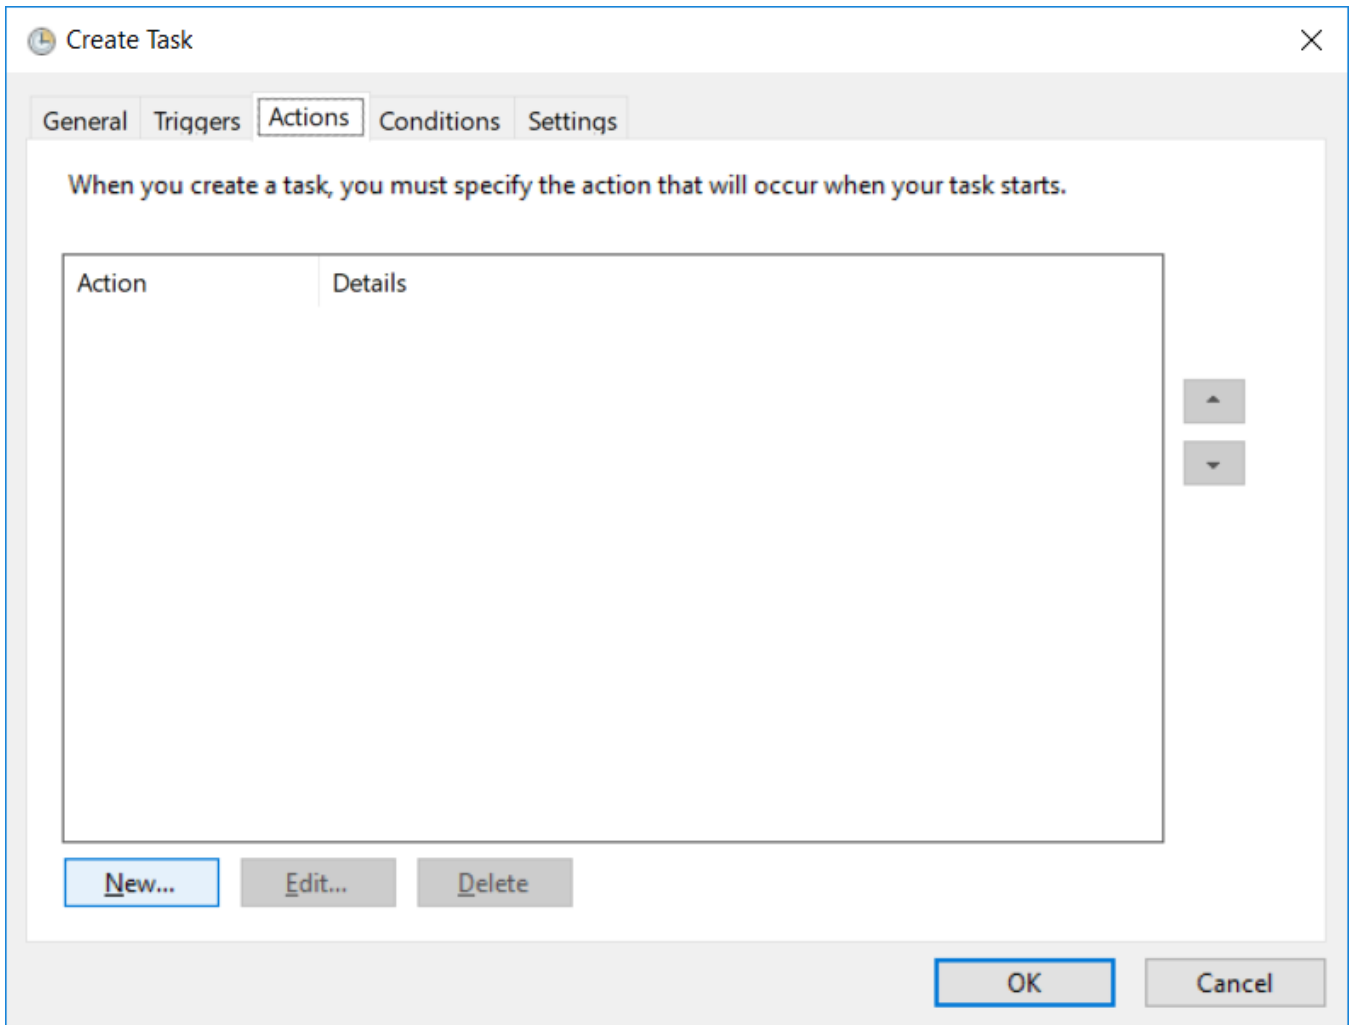 Create Task
General Triggers Actions Conditions Settings
When you create a task, you must specify the action that will occur when your task starts.
Action Details
New... Edit... Delete
OK Cancel